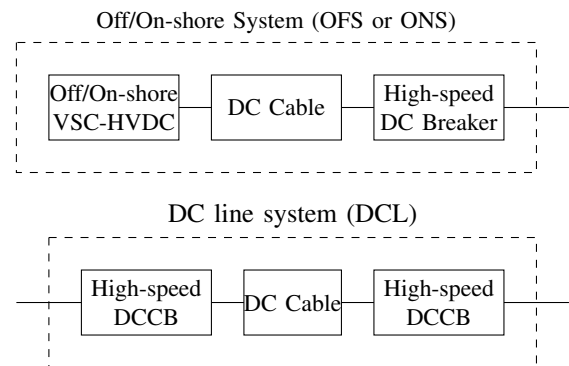 Off/On-shore System (OFS or ONS)
Off/On-shore
VSC-HVDC
DC Cable
High-speed
DC Breaker
DC line system (DCL)
High-speed
DCCB
DC Cable
High-speed
DCCB